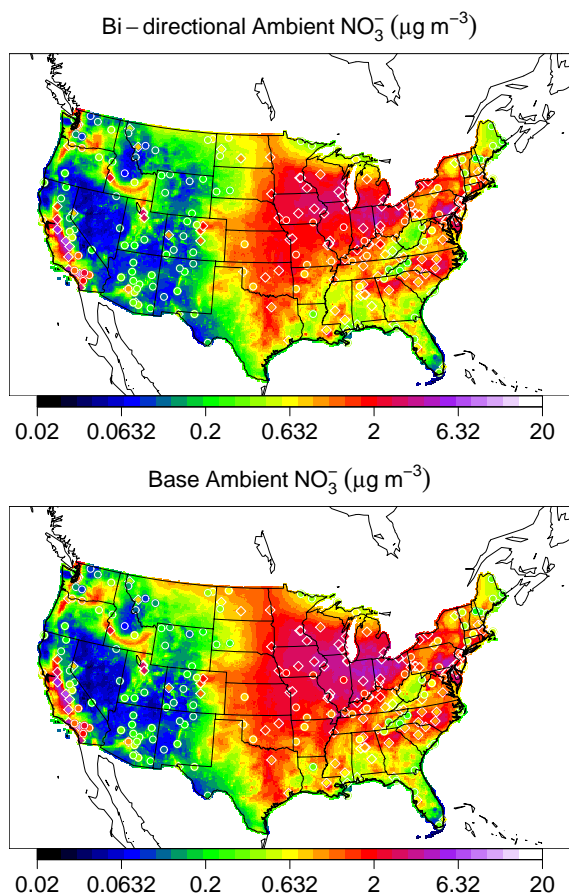 Bi – directional Ambient NO₃⁻ (μg m⁻³)
0.02 0.0632 0.2 0.632 2 6.32 20
Base Ambient NO₃⁻ (μg m⁻³)
0.02 0.0632 0.2 0.632 2 6.32 20